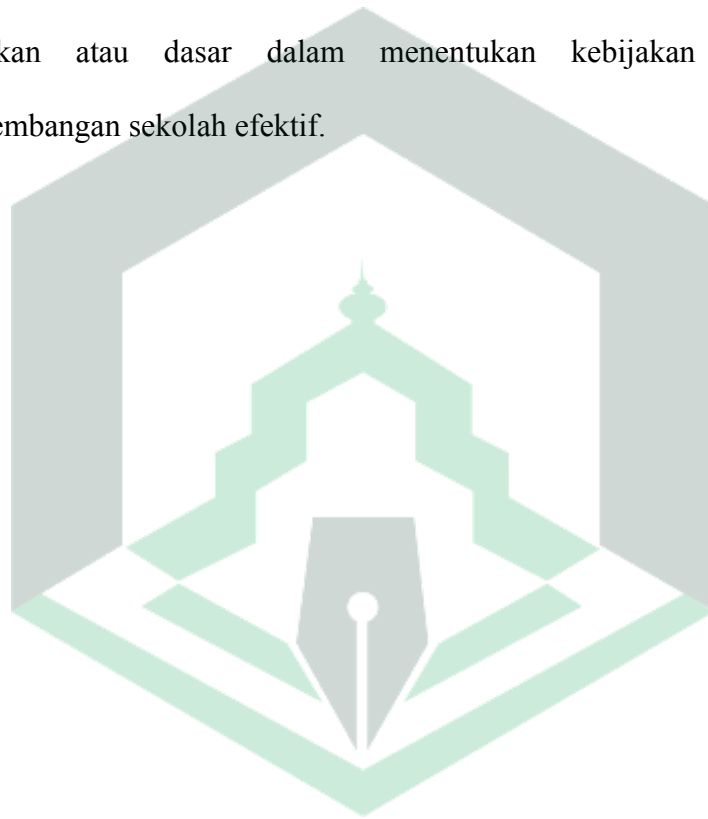 kan atau dasar dalam menentukan kebijakan
embangan sekolah efektif.